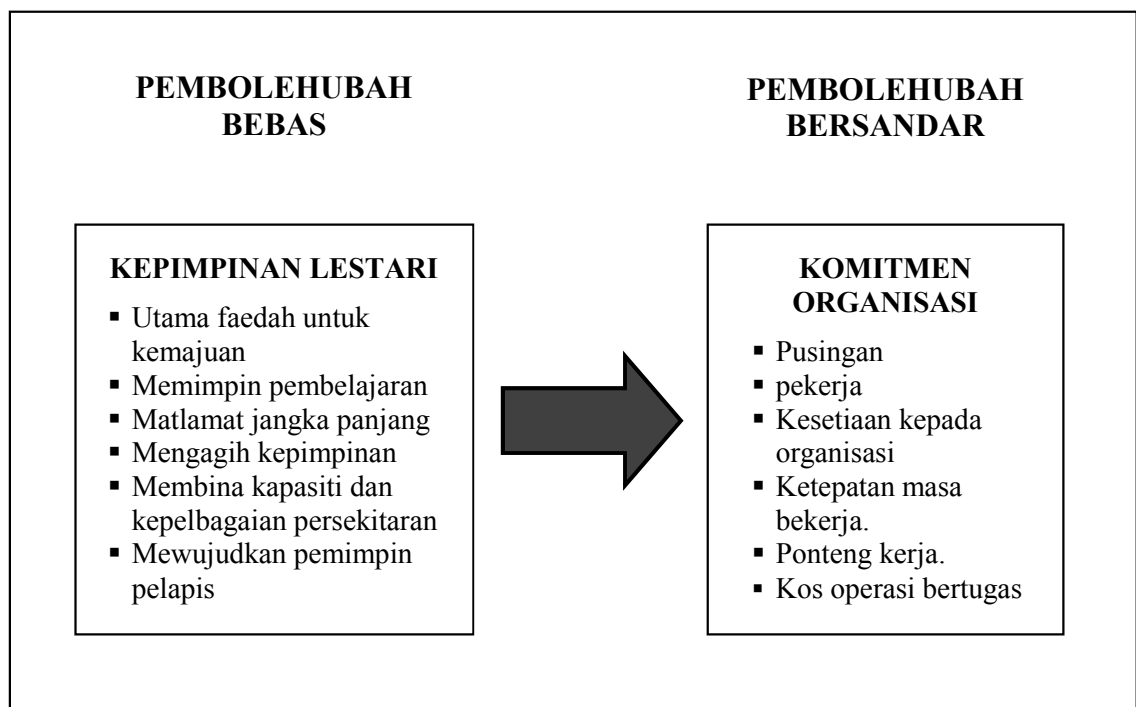 PEMBOLEHUBAH
BEBAS
PEMBOLEHUBAH
BERSANDAR
KEPIMPINAN LESTARI
▪ Utama faedah untuk
kemajuan
▪ Memimpin pembelajaran
▪ Matlamat jangka panjang
▪ Mengagih kepimpinan
▪ Membina kapasiti dan
kepelbagaian persekitaran
▪ Mewujudkan pemimpin
pelapis
KOMITMEN
ORGANISASI
▪ Pusingan
▪ pekerja
▪ Kesetiaan kepada
organisasi
▪ Ketepatan masa
bekerja.
▪ Ponteng kerja.
▪ Kos operasi bertugas